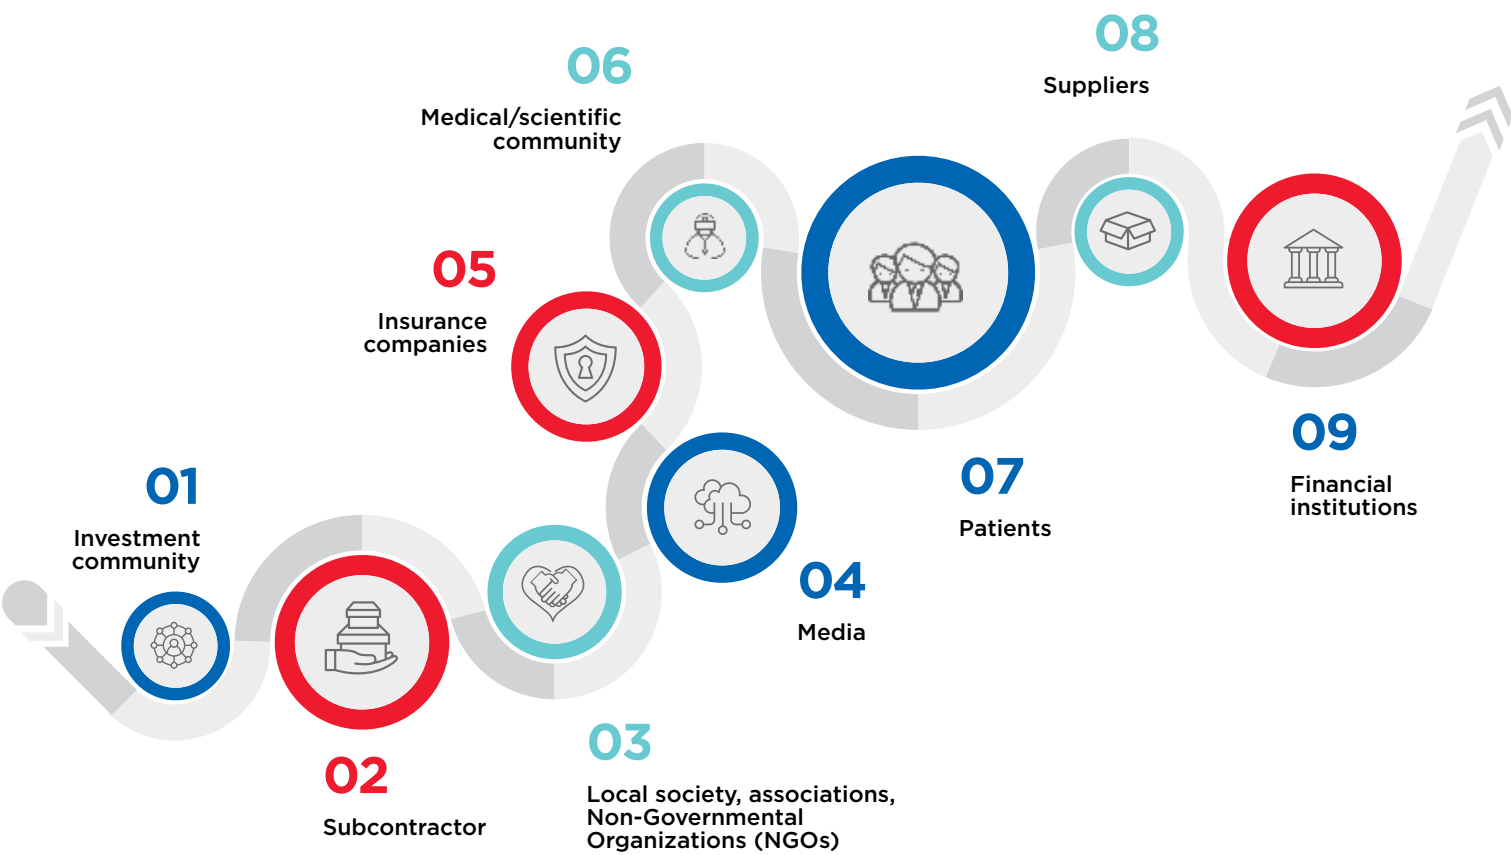 01
Investment
community
02
Subcontractor
03
Local society, associations,
Non-Governmental
Organizations (NGOs)
04
Media
05
Insurance
companies
06
Medical/scientific
community
07
Patients
08
Suppliers
09
Financial
institutions